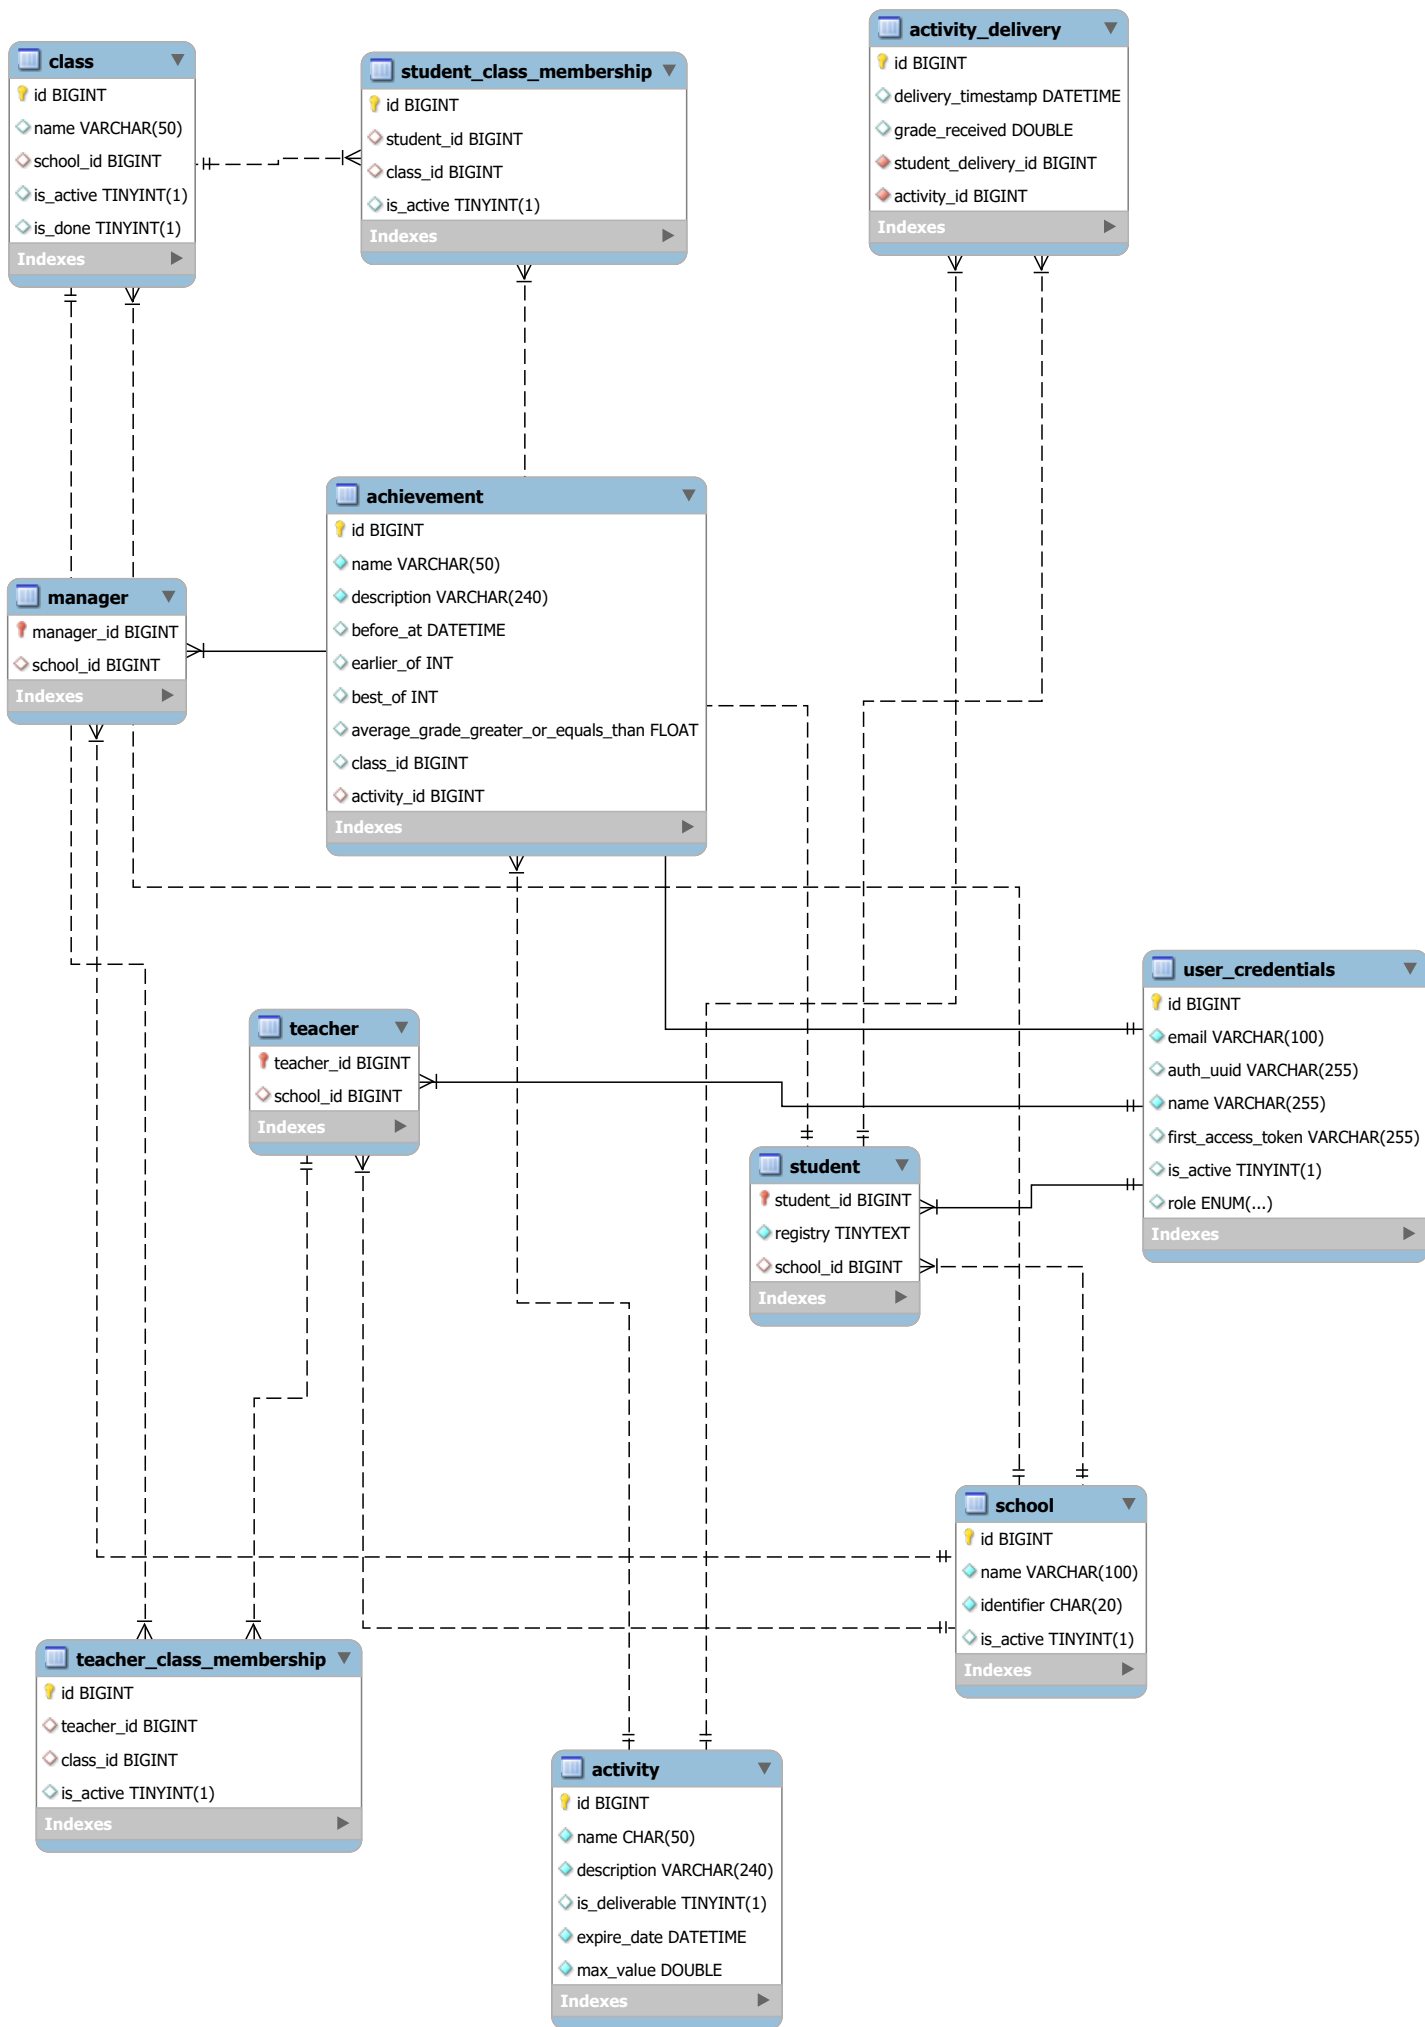 class
id BIGINT
name VARCHAR(50)
school_id BIGINT
is_active TINYINT(1)
is_done TINYINT(1)
Indexes
student_class_membership
id BIGINT
student_id BIGINT
class_id BIGINT
is_active TINYINT(1)
Indexes
activity_delivery
id BIGINT
delivery_timestamp DATETIME
grade_received DOUBLE
student_delivery_id BIGINT
activity_id BIGINT
Indexes
achievement
id BIGINT
name VARCHAR(50)
description VARCHAR(240)
before_at DATETIME
earlier_of INT
best_of INT
average_grade_greater_or_equals_than FLOAT
class_id BIGINT
activity_id BIGINT
Indexes
manager
manager_id BIGINT
school_id BIGINT
Indexes
user_credentials
id BIGINT
email VARCHAR(100)
auth_uuid VARCHAR(255)
name VARCHAR(255)
first_access_token VARCHAR(255)
is_active TINYINT(1)
role ENUM(...)
Indexes
teacher
teacher_id BIGINT
school_id BIGINT
Indexes
student
student_id BIGINT
registry TINYTEXT
school_id BIGINT
Indexes
school
id BIGINT
name VARCHAR(100)
identifier CHAR(20)
is_active TINYINT(1)
Indexes
teacher_class_membership
id BIGINT
teacher_id BIGINT
class_id BIGINT
is_active TINYINT(1)
Indexes
activity
id BIGINT
name CHAR(50)
description VARCHAR(240)
is_deliverable TINYINT(1)
expire_date DATETIME
max_value DOUBLE
Indexes